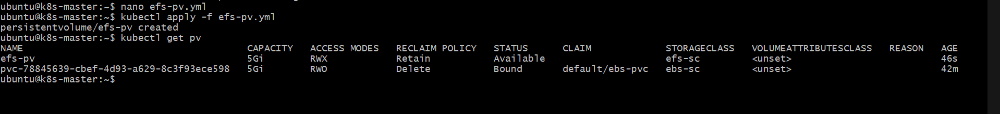 ubuntu@k8s-master:~$ nano efs-pv.yml
ubuntu@k8s-master:~$ kubectl apply -f efs-pv.yml
persistentvolume/efs-pv created
ubuntu@k8s-master:~$ kubectl get pv
NAME CAPACITY ACCESS MODES RECLAIM POLICY STATUS CLAIM STORAGECLASS VOLUMEATTRIBUTESCLASS REASON AGE
efs-pv 5Gi RWX Retain Available efs-sc <unset> 46s
pvc-78845639-cbef-4d93-a629-8c3f93ece598 5Gi RWO Delete Bound default/ebs-pvc ebs-sc <unset> 42m
ubuntu@k8s-master:~$